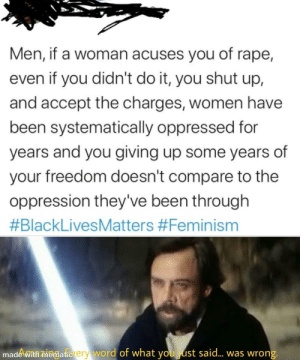 Men, if a woman acuses you of rape,
even if you didn't do it, you shut up,
and accept the charges, women have
been systematically oppressed for
years and you giving up some years of
your freedom doesn't compare to the
oppression they've been through
#BlackLivesMatters #Feminism
Amazing. Every word of what you just said... was wrong.
made with mematic